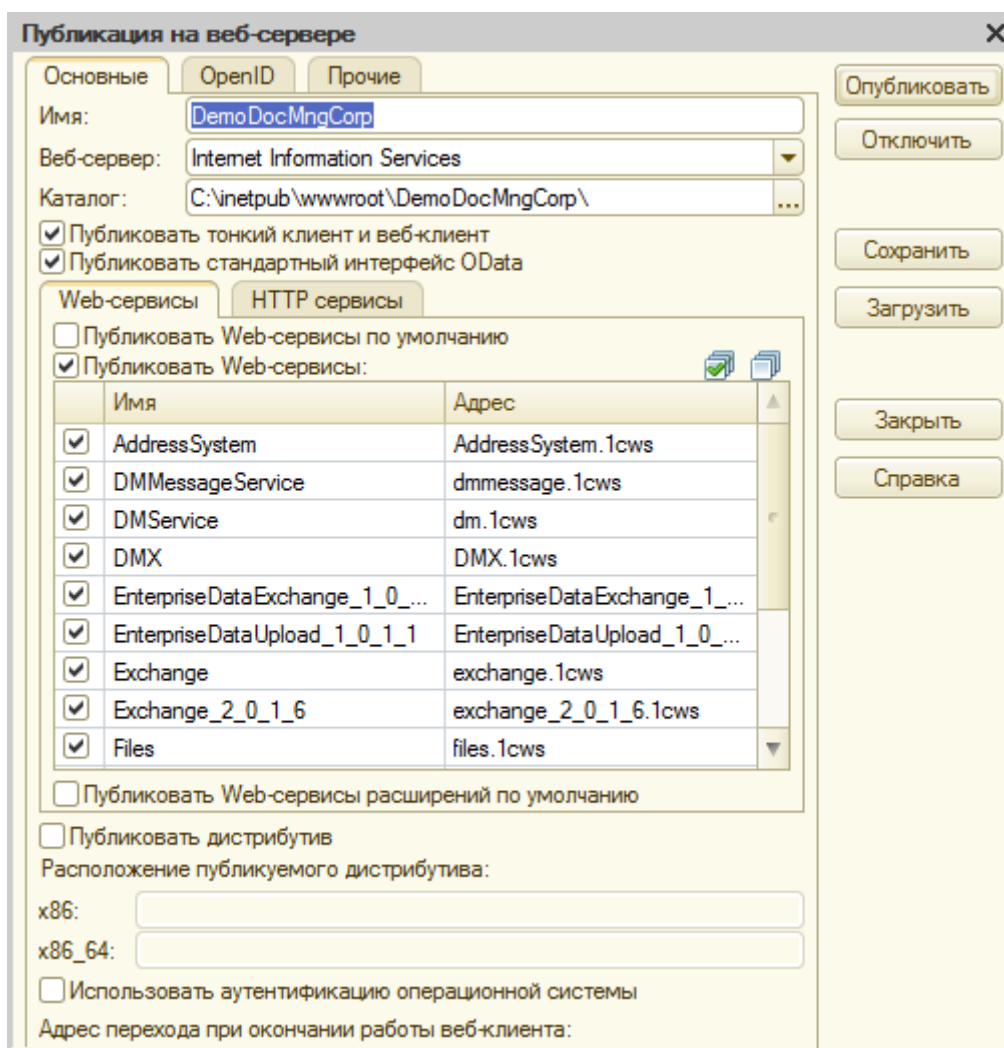 Публикация на веб-сервере
Основные OpenID Прочие
Опубликовать
Имя: DemoDocMngCorp
Отключить
Веб-сервер: Internet Information Services
Каталог: C:\inetpub\wwwroot\DemoDocMngCorp\ ...
Публиковать тонкий клиент и веб-клиент
Сохранить
Публиковать стандартный интерфейс OData
Web-сервисы HTTP сервисы
Загрузить
Публиковать Web-сервисы по умолчанию
Публиковать Web-сервисы:
Имя Адрес
Закрыть
AddressSystem AddressSystem.1cws
DMMessageService dmmessage.1cws
Справка
DMService dm.1cws
DMX DMX.1cws
EnterpriseDataExchange_1_0_... EnterpriseDataExchange_1_...
EnterpriseDataUpload_1_0_1_1 EnterpriseDataUpload_1_0_...
Exchange exchange.1cws
Exchange_2_0_1_6 exchange_2_0_1_6.1cws
Files files.1cws
Публиковать Web-сервисы расширений по умолчанию
Публиковать дистрибутив
Расположение публикуемого дистрибутива:
x86:
x86_64:
Использовать аутентификацию операционной системы
Адрес перехода при окончании работы веб-клиента: